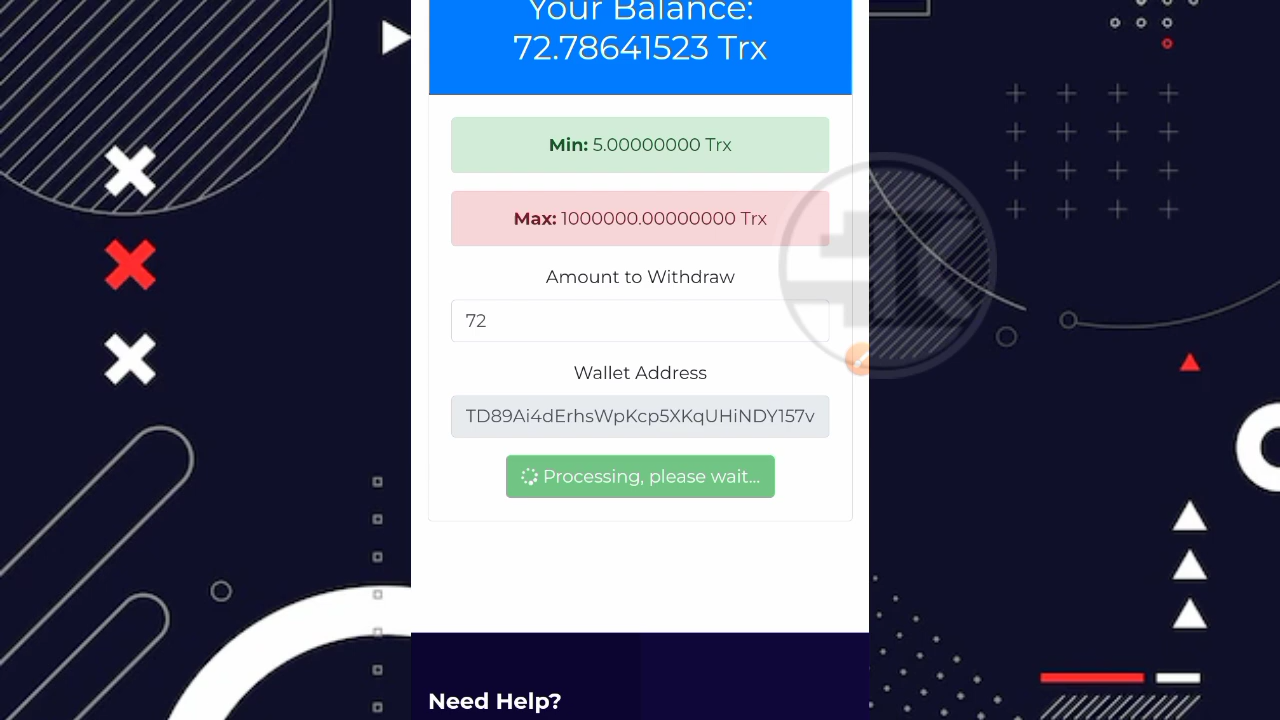 Your Balance:
72.78641523 Trx
Min: 5.00000000 Trx
Max: 1000000.00000000 Trx
Amount to Withdraw
72
Wallet Address
TD89Ai4dErhsWpKcp5XKqUHiNDY157v
Processing, please wait...
Need Help?